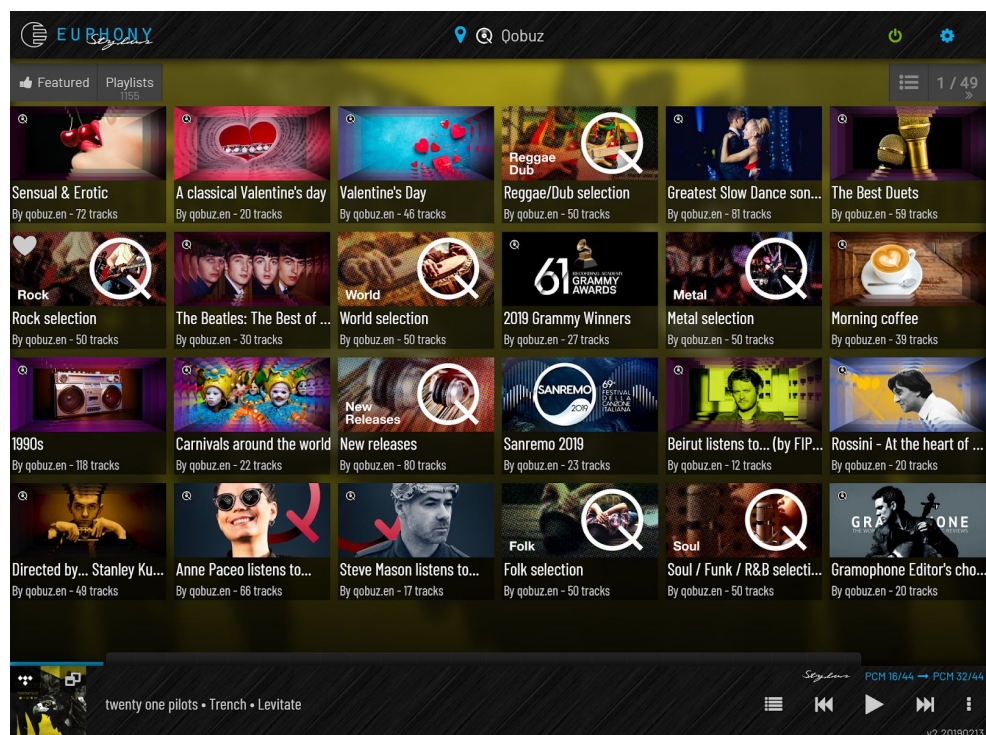 EUPHONY
Stylus
Qobuz
Featured
Playlists
1155
1 / 49
Sensual & Erotic
By qobuz.en - 72 tracks
A classical Valentine's day
By qobuz.en - 20 tracks
Valentine's Day
By qobuz.en - 46 tracks
Reggae
Dub
Reggae/Dub selection
By qobuz.en - 50 tracks
Greatest Slow Dance son...
By qobuz.en - 81 tracks
The Best Duets
By qobuz.en - 59 tracks
Rock
Rock selection
By qobuz.en - 50 tracks
The Beatles: The Best of ...
By qobuz.en - 30 tracks
World
World selection
By qobuz.en - 50 tracks
61
RECORDING ACADEMY
GRAMMY
AWARDS
2019 Grammy Winners
By qobuz.en - 27 tracks
Metal
Metal selection
By qobuz.en - 50 tracks
Morning coffee
By qobuz.en - 39 tracks
1990s
By qobuz.en - 118 tracks
Carnivals around the world
By qobuz.en - 22 tracks
New
Releases
New releases
By qobuz.en - 80 tracks
SANREMO
2019
69°
FESTIVAL
DELLA
CANZONE
ITALIANA
Sanremo 2019
By qobuz.en - 23 tracks
Beirut listens to... (by FIP...
By qobuz.en - 12 tracks
Rossini - At the heart of ...
By qobuz.en - 20 tracks
Directed by... Stanley Ku...
By qobuz.en - 49 tracks
Anne Paceo listens to...
By qobuz.en - 66 tracks
Steve Mason listens to...
By qobuz.en - 17 tracks
Folk
Folk selection
By qobuz.en - 50 tracks
Soul
Soul / Funk / R&B selecti...
By qobuz.en - 50 tracks
GRA ONE
Gramophone Editor's cho...
By qobuz.en - 20 tracks
Stylus
PCM 16/44 → PCM 32/44
twenty one pilots • Trench • Levitate
v2 20190213